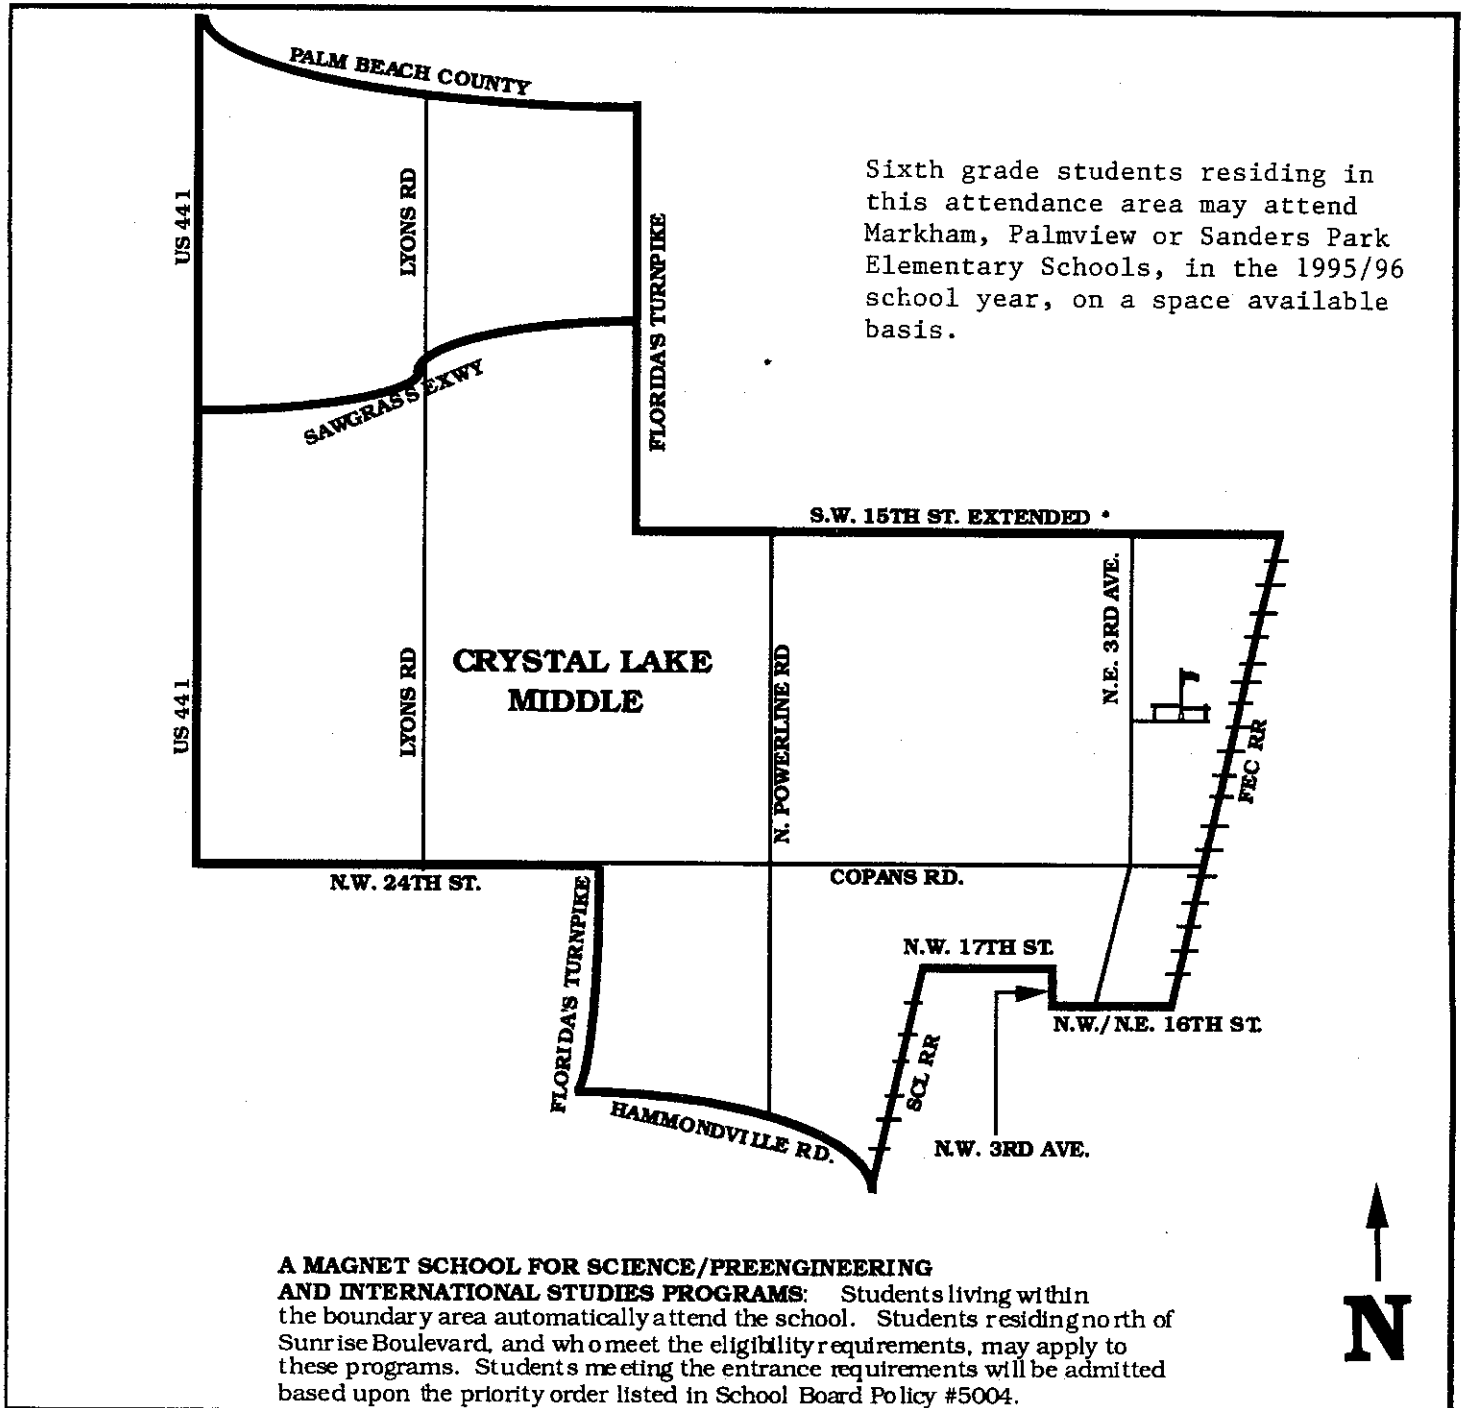 PALM BEACH COUNTY
US 441
LYONS RD
FLORIDA'S TURNPIKE
Sixth grade students residing in
this attendance area may attend
Markham, Palmview or Sanders Park
Elementary Schools, in the 1995/96
school year, on a space available
basis.
SAWGRASS EXWY
S.W. 15TH ST. EXTENDED
N.E. 3RD AVE.
US 441
LYONS RD
CRYSTAL LAKE
MIDDLE
N. POWERLINE RD
FEC RR
N.W. 24TH ST.
COPANS RD.
FLORIDA'S TURNPIKE
N.W. 17TH ST.
N.W./N.E. 16TH ST.
SCL RR
HAMMONDVILLE RD.
N.W. 3RD AVE.
A MAGNET SCHOOL FOR SCIENCE/PREENGINEERING
AND INTERNATIONAL STUDIES PROGRAMS: Students living within
the boundary area automatically attend the school. Students residing north of
Sunrise Boulevard, and who meet the eligibility requirements, may apply to
these programs. Students meeting the entrance requirements will be admitted
based upon the priority order listed in School Board Policy #5004.
N